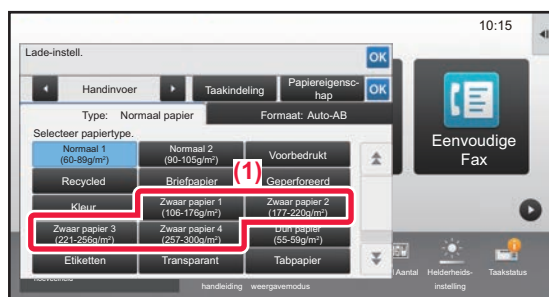 10:15
Lade-instell.
OK
Handinvoer
Taakindeling
Papiereigensc-
hap
OK
Type: Normaal papier
Formaat: Auto-AB
Selecteer papiertype.
Normaal 1
(60-89g/m²)
Normaal 2
(90-105g/m²)
Voorbedrukt
Recycled
Briefpapier
(1)
Geperforeerd
Kleur
Zwaar papier 1
(106-176g/m²)
Zwaar papier 2
(177-220g/m²)
Zwaar papier 3
(221-256g/m²)
Zwaar papier 4
(257-300g/m²)
Dun papier
(55-59g/m²)
Etiketten
Transparant
Tabpapier
Eenvoudige
Fax
Aantal
Helderheids-
instelling
Taakstatus
handleiding
weergavemodus